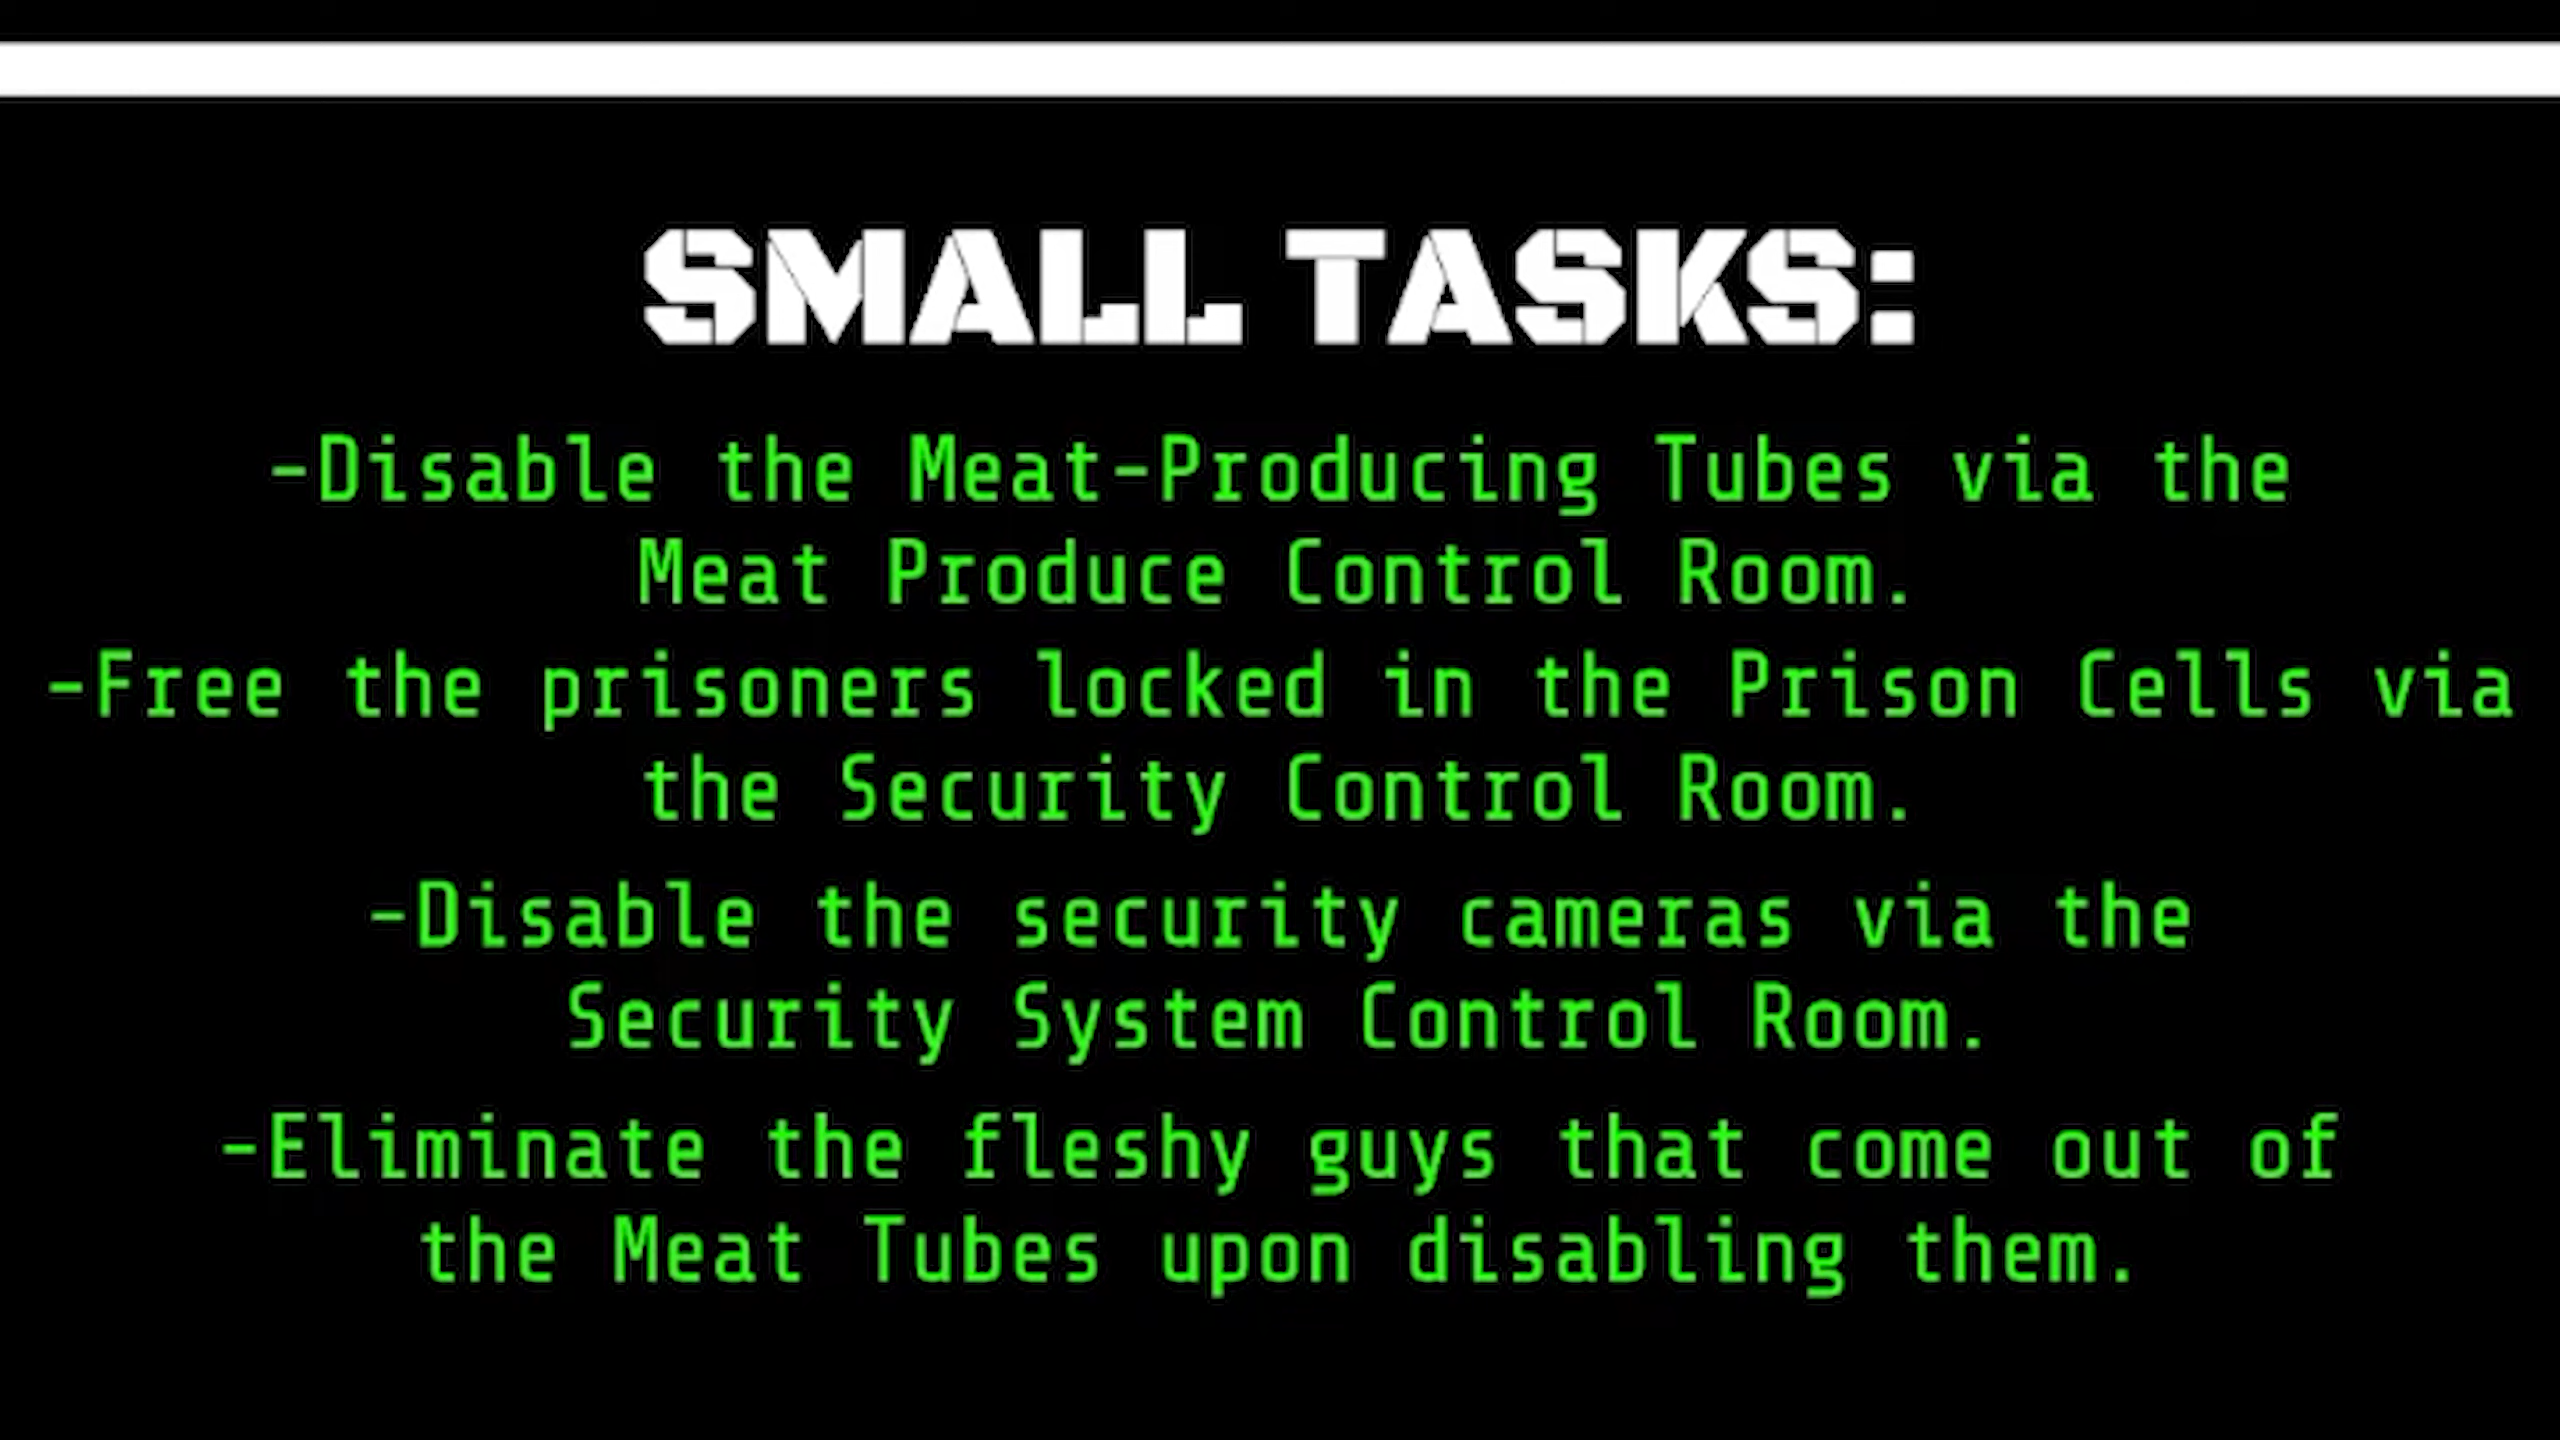 SMALL TASKS:
-Disable the Meat-Producing Tubes via the
Meat Produce Control Room.
-Free the prisoners locked in the Prison Cells via
the Security Control Room.
-Disable the security cameras via the
Security System Control Room.
-Eliminate the fleshy guys that come out of
the Meat Tubes upon disabling them.